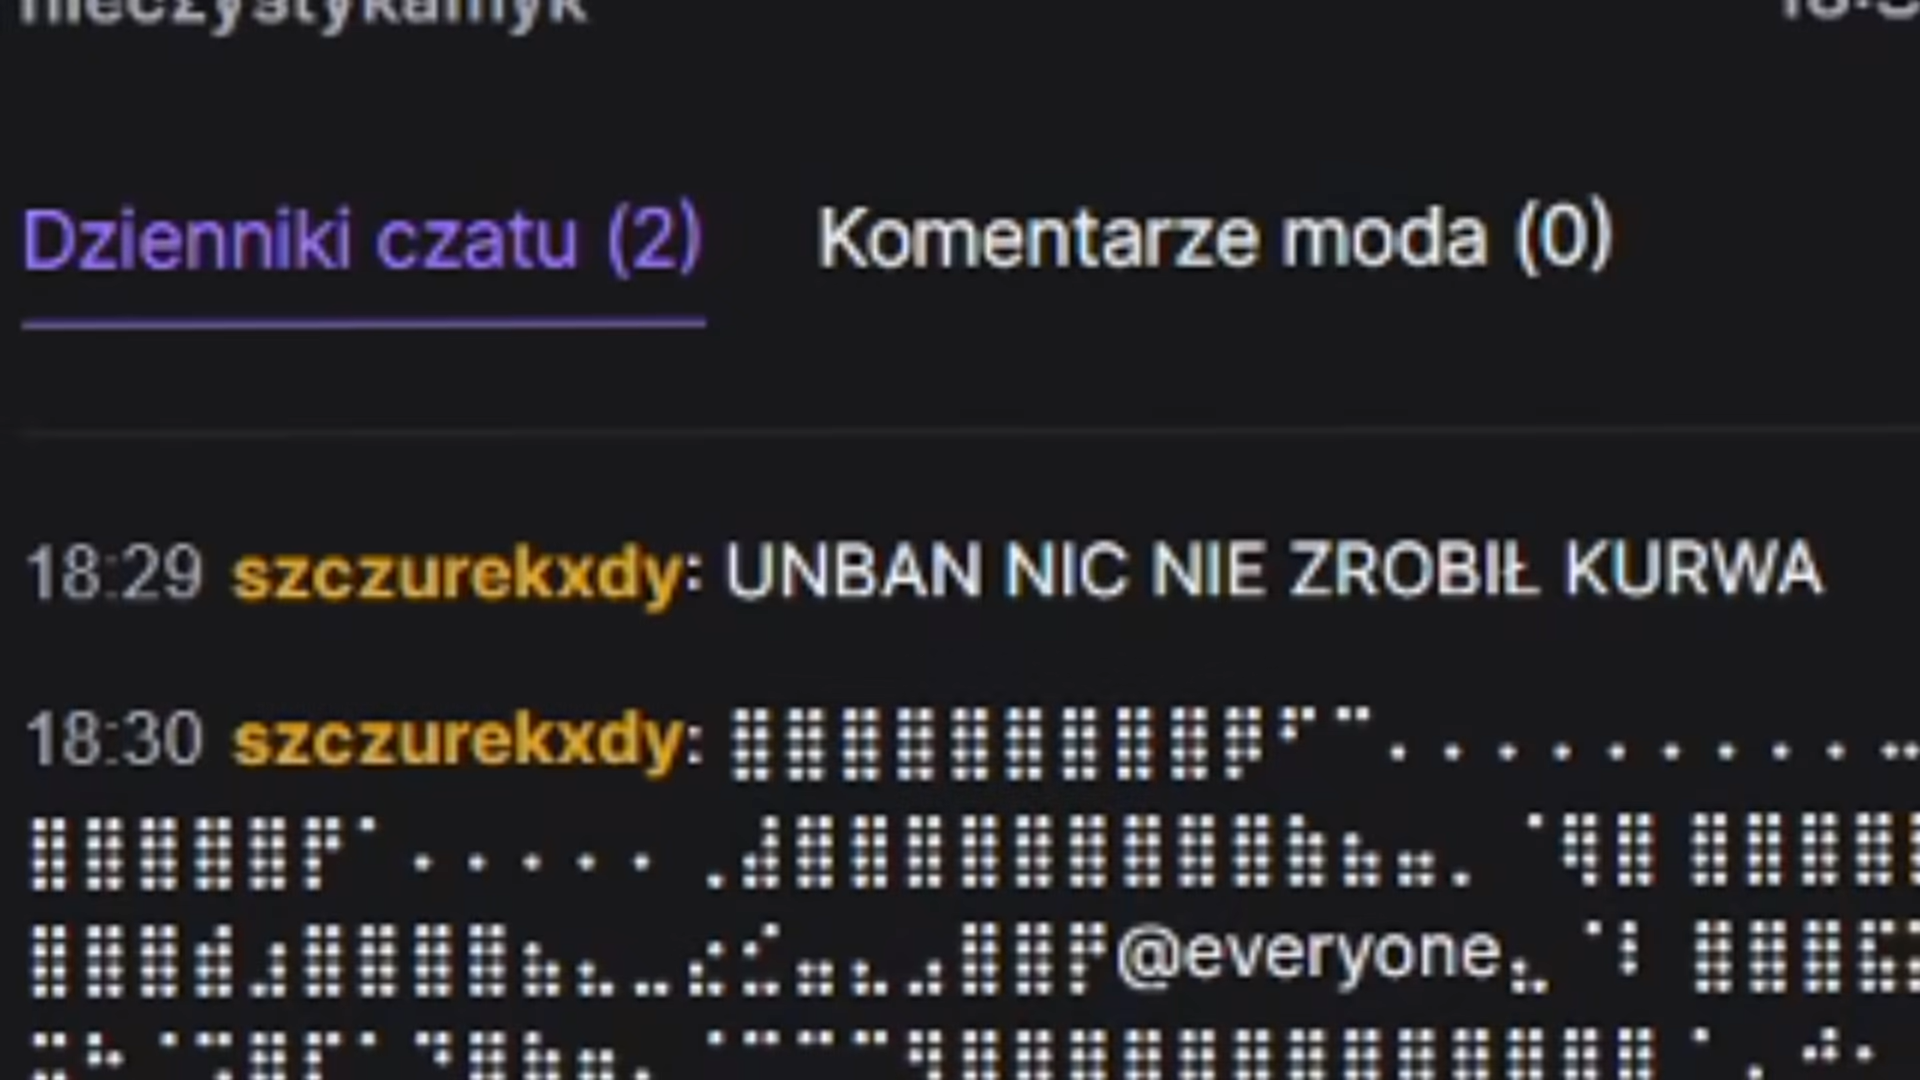 Dzienniki czatu (2) Komentarze moda (0)
18:29 szczurekxdy: UNBAN NIC NIE ZROBIŁ KURWA
18:30 szczurekxdy:
@everyone